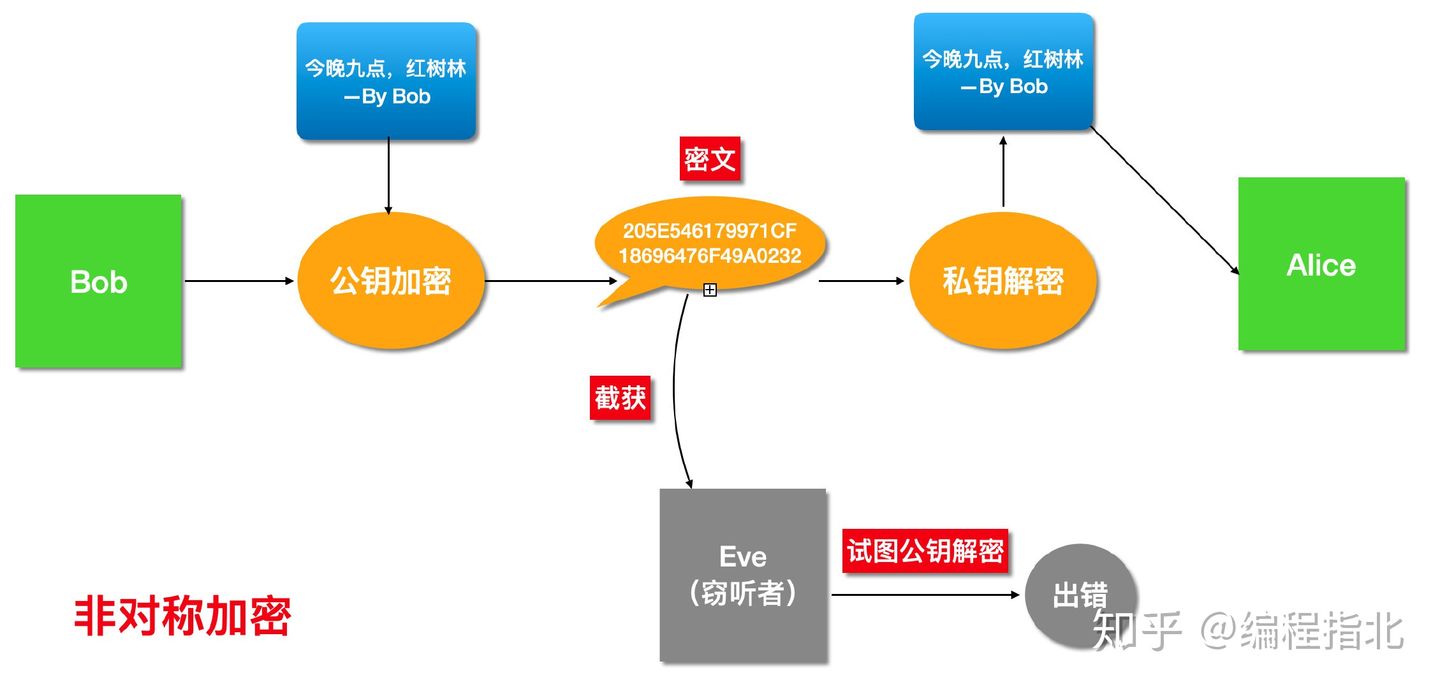 今晚九点，红树林
—By Bob
今晚九点，红树林
—By Bob
密文
205E546179971CF
18696476F49A0232
Bob
公钥加密
私钥解密
Alice
截获
Eve
（窃听者）
试图公钥解密
出错
非对称加密
知乎 @编程指北